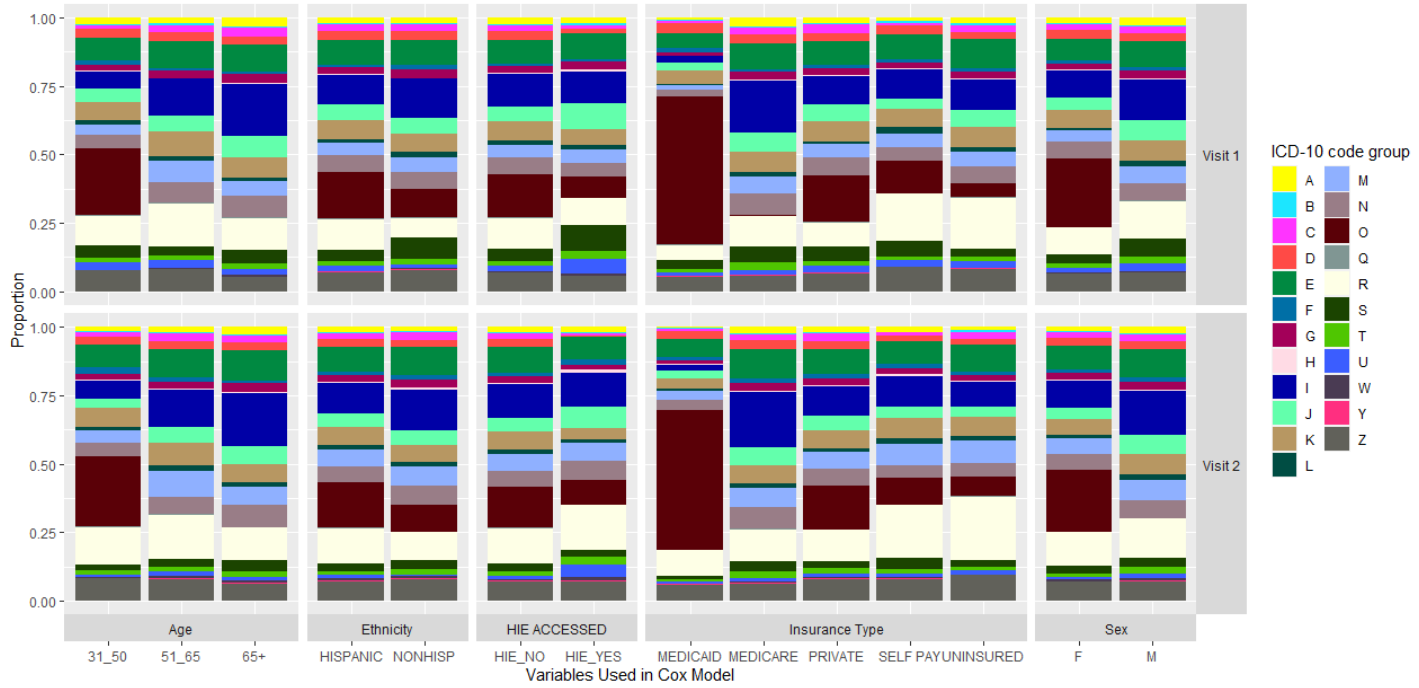 1.00
0.75
0.50
0.25
0.00
Visit 1
1.00
0.75
0.50
0.25
0.00
Visit 2
Proportion
Age
Ethnicity
HIE ACCESSED
Insurance Type
Sex
31_50
51_65
65+
HISPANIC
NONHISP
HIE_NO
HIE_YES
MEDICAID
MEDICARE
PRIVATE
SELF PAY
UNINSURED
F
M
Variables Used in Cox Model
ICD-10 code group
A
B
C
D
E
F
G
H
I
J
K
L
M
N
O
Q
R
S
T
U
W
Y
Z